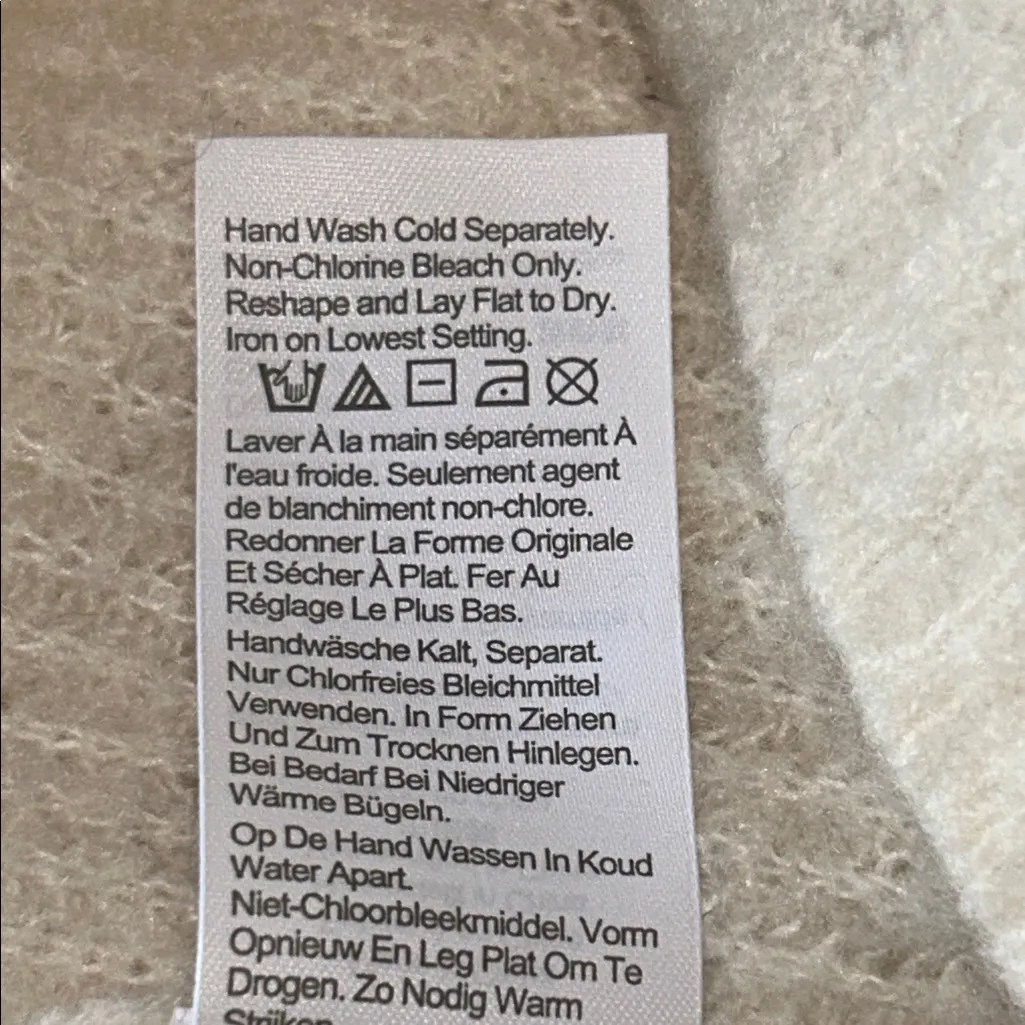 Hand Wash Cold Separately.
Non-Chlorine Bleach Only.
Reshape and Lay Flat to Dry.
Iron on Lowest Setting.
Laver À la main séparément À
l'eau froide. Seulement agent
de blanchiment non-chlore.
Redonner La Forme Originale
Et Sécher À Plat. Fer Au
Réglage Le Plus Bas.
Handwäsche Kalt, Separat.
Nur Chlorfreies Bleichmittel
Verwenden. In Form Ziehen
Und Zum Trocknen Hinlegen.
Bei Bedarf Bei Niedriger
Wärme Bügeln.
Op De Hand Wassen In Koud
Water Apart.
Niet-Chloorbleekmiddel. Vorm
Opnieuw En Leg Plat Om Te
Drogen. Zo Nodig Warm